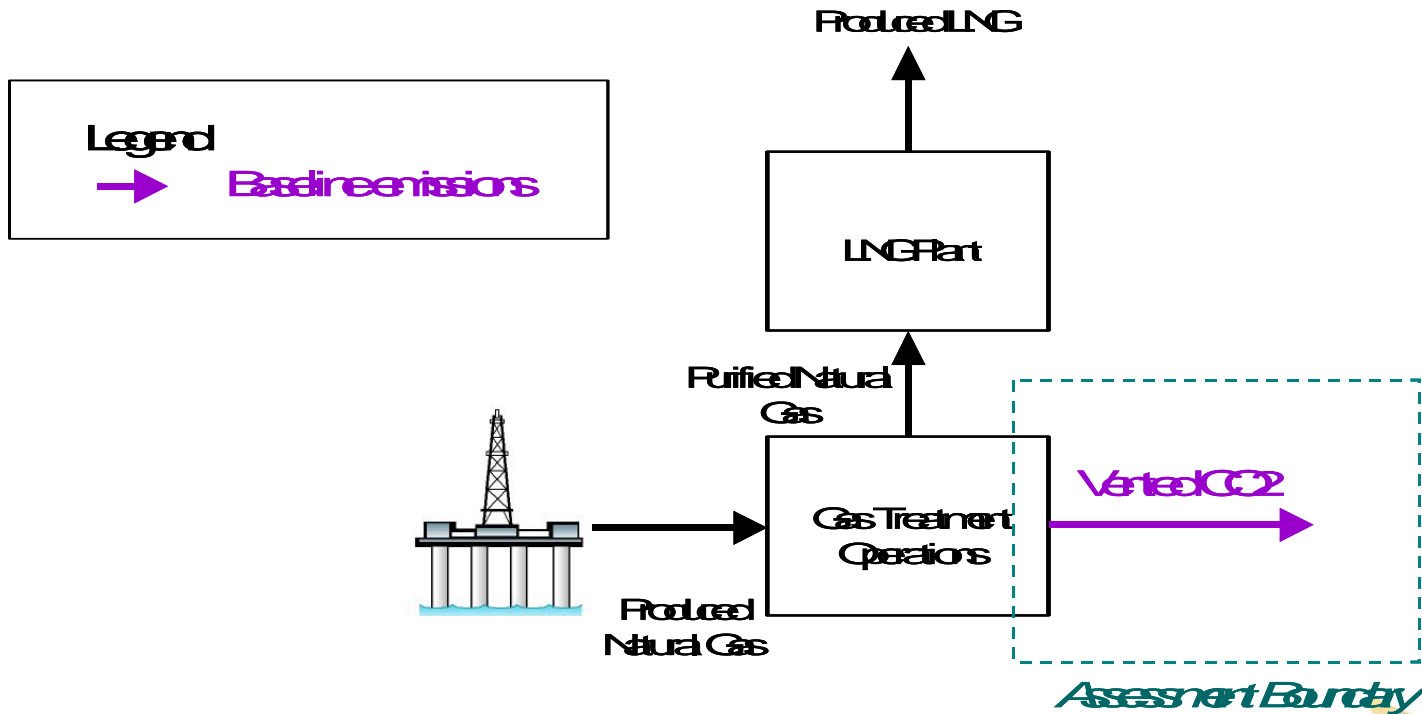 Produced LNG
Legend
Baseline emissions
LNG Plant
Purified Natural
Gas
Vented CO2
Gas Treatment
Operations
Produced
Natural Gas
Assessment Boundary